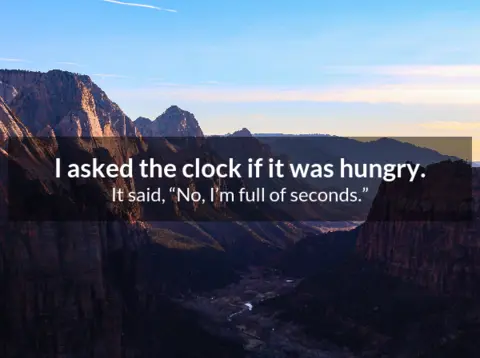 I asked the clock if it was hungry.
It said, “No, I’m full of seconds.”